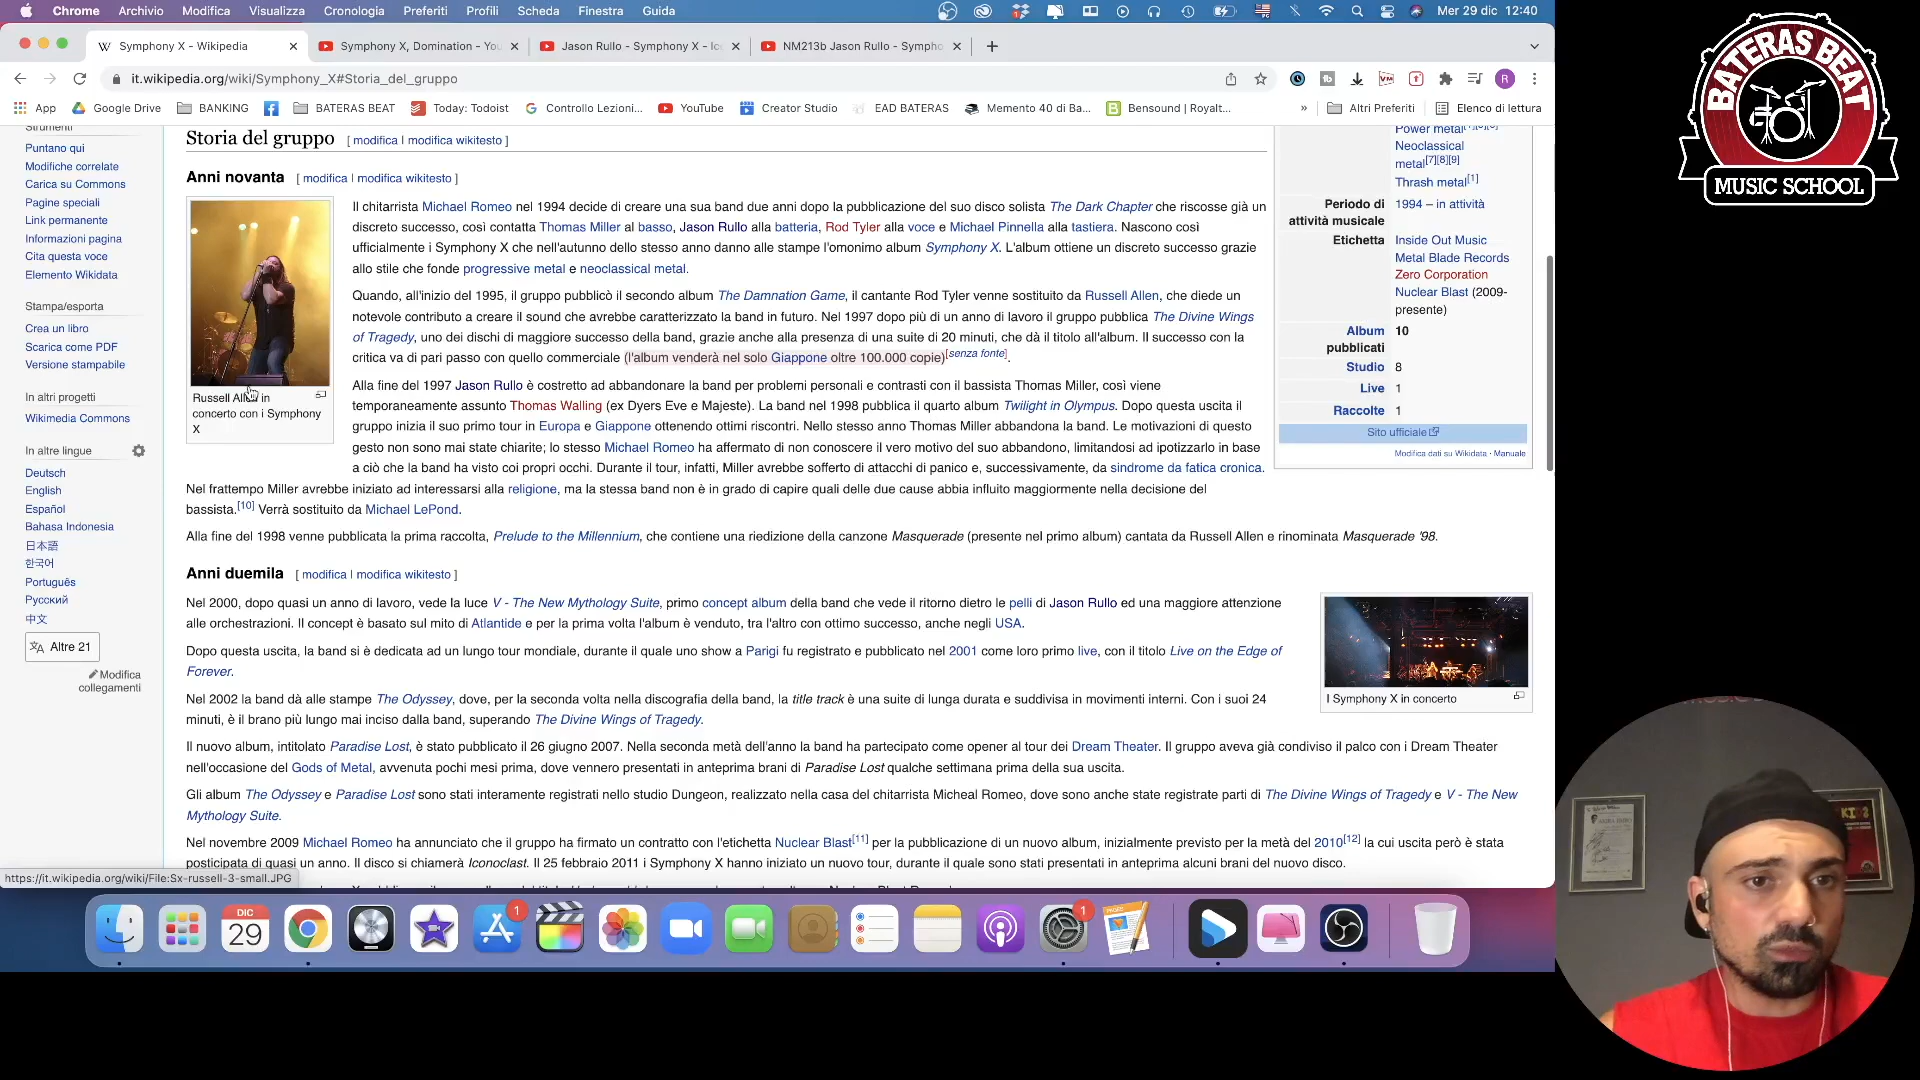 Chrome Archivio Modifica Visualizza Cronologia Preferiti Profili Scheda Finestra Guida Mer 29 dic 12:40
Symphony X - Wikipedia Symphony X, Domination - You Jason Rullo - Symphony X - Ic NM213b Jason Rullo - Sympho
it.wikipedia.org/wiki/Symphony_X#Storia_del_gruppo
App Google Drive BANKING BATERAS BEAT Today: Todoist Controllo Lezioni... YouTube Creator Studio EAD BATERAS Memento 40 di Ba... Bensound | Royalt... » Altri Preferiti Elenco di lettura
Strumenti
Puntano qui
Modifiche correlate
Carica su Commons
Pagine speciali
Link permanente
Informazioni pagina
Cita questa voce
Elemento Wikidata
Stampa/esporta
Crea un libro
Scarica come PDF
Versione stampabile
In altri progetti
Wikimedia Commons
In altre lingue
Deutsch
English
Español
Bahasa Indonesia
日本語
한국어
Português
Русский
中文
Altre 21
Modifica
collegamenti
Storia del gruppo [ modifica | modifica wikitesto ]
Anni novanta [ modifica | modifica wikitesto ]
Russell Allen in
concerto con i Symphony
X
Il chitarrista Michael Romeo nel 1994 decide di creare una sua band due anni dopo la pubblicazione del suo disco solista The Dark Chapter che riscosse già un
discreto successo, così contatta Thomas Miller al basso, Jason Rullo alla batteria, Rod Tyler alla voce e Michael Pinnella alla tastiera. Nascono così
ufficialmente i Symphony X che nell'autunno dello stesso anno danno alle stampe l'omonimo album Symphony X. L'album ottiene un discreto successo grazie
allo stile che fonde progressive metal e neoclassical metal.
Quando, all'inizio del 1995, il gruppo pubblicò il secondo album The Damnation Game, il cantante Rod Tyler venne sostituito da Russell Allen, che diede un
notevole contributo a creare il sound che avrebbe caratterizzato la band in futuro. Nel 1997 dopo più di un anno di lavoro il gruppo pubblica The Divine Wings
of Tragedy, uno dei dischi di maggiore successo della band, grazie anche alla presenza di una suite di 20 minuti, che dà il titolo all'album. Il successo con la
critica va di pari passo con quello commerciale (l'album venderà nel solo Giappone oltre 100.000 copie)[senza fonte].
Alla fine del 1997 Jason Rullo è costretto ad abbandonare la band per problemi personali e contrasti con il bassista Thomas Miller, così viene
temporaneamente assunto Thomas Walling (ex Dyers Eve e Majeste). La band nel 1998 pubblica il quarto album Twilight in Olympus. Dopo questa uscita il
gruppo inizia il suo primo tour in Europa e Giappone ottenendo ottimi riscontri. Nello stesso anno Thomas Miller abbandona la band. Le motivazioni di questo
gesto non sono mai state chiarite; lo stesso Michael Romeo ha affermato di non conoscere il vero motivo del suo abbandono, limitandosi ad ipotizzarlo in base
a ciò che la band ha visto coi propri occhi. Durante il tour, infatti, Miller avrebbe sofferto di attacchi di panico e, successivamente, da sindrome da fatica cronica.
Nel frattempo Miller avrebbe iniziato ad interessarsi alla religione, ma la stessa band non è in grado di capire quali delle due cause abbia influito maggiormente nella decisione del
bassista.[10] Verrà sostituito da Michael LePond.
Alla fine del 1998 venne pubblicata la prima raccolta, Prelude to the Millennium, che contiene una riedizione della canzone Masquerade (presente nel primo album) cantata da Russell Allen e rinominata Masquerade '98.
Power metal
Neoclassical
metal[7][8][9]
Thrash metal[1]
Periodo di
attività musicale 1994 – in attività
Etichetta Inside Out Music
Metal Blade Records
Zero Corporation
Nuclear Blast (2009-
presente)
Album
pubblicati 10
Studio 8
Live 1
Raccolte 1
Sito ufficiale
Modifica dati su Wikidata · Manuale
Anni duemila [ modifica | modifica wikitesto ]
Nel 2000, dopo quasi un anno di lavoro, vede la luce V - The New Mythology Suite, primo concept album della band che vede il ritorno dietro le pelli di Jason Rullo ed una maggiore attenzione
alle orchestrazioni. Il concept è basato sul mito di Atlantide e per la prima volta l'album è venduto, tra l'altro con ottimo successo, anche negli USA.
Dopo questa uscita, la band si è dedicata ad un lungo tour mondiale, durante il quale uno show a Parigi fu registrato e pubblicato nel 2001 come loro primo live, con il titolo Live on the Edge of
Forever.
Nel 2002 la band dà alle stampe The Odyssey, dove, per la seconda volta nella discografia della band, la title track è una suite di lunga durata e suddivisa in movimenti interni. Con i suoi 24
minuti, è il brano più lungo mai inciso dalla band, superando The Divine Wings of Tragedy.
I Symphony X in concerto
Il nuovo album, intitolato Paradise Lost, è stato pubblicato il 26 giugno 2007. Nella seconda metà dell'anno la band ha partecipato come opener al tour dei Dream Theater. Il gruppo aveva già condiviso il palco con i Dream Theater
nell'occasione del Gods of Metal, avvenuta pochi mesi prima, dove vennero presentati in anteprima brani di Paradise Lost qualche settimana prima della sua uscita.
Gli album The Odyssey e Paradise Lost sono stati interamente registrati nello studio Dungeon, realizzato nella casa del chitarrista Micheal Romeo, dove sono anche state registrate parti di The Divine Wings of Tragedy e V - The New
Mythology Suite.
Nel novembre 2009 Michael Romeo ha annunciato che il gruppo ha firmato un contratto con l'etichetta Nuclear Blast[11] per la pubblicazione di un nuovo album, inizialmente previsto per la metà del 2010[12] la cui uscita però è stata
posticipata di quasi un anno. Il disco si chiamerà Iconoclast. Il 25 febbraio 2011 i Symphony X hanno iniziato un nuovo tour, durante il quale sono stati presentati in anteprima alcuni brani del nuovo disco.
https://it.wikipedia.org/wiki/File:Sx-russell-3-small.JPG
DIC
29
1
1
BATERAS BEAT
MUSIC SCHOOL